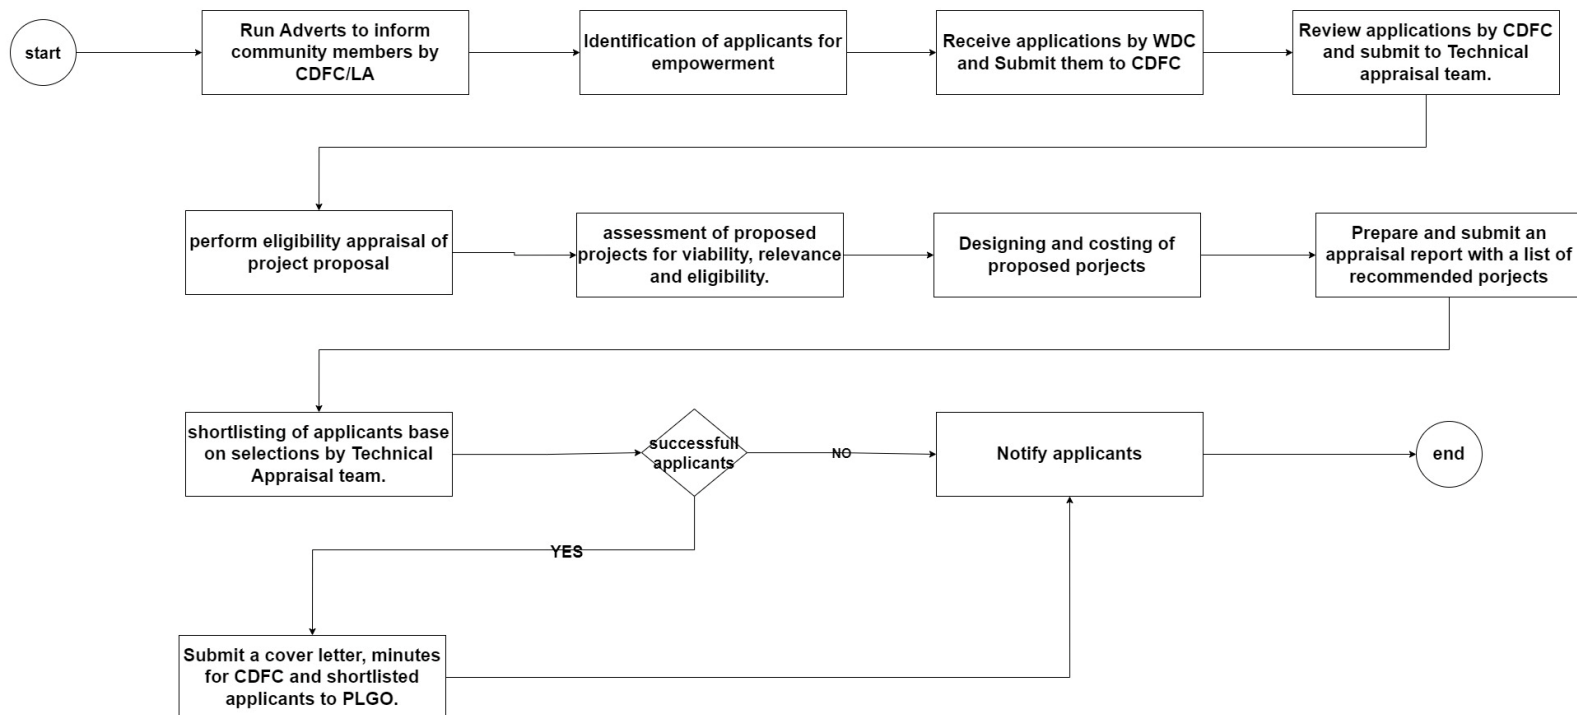 start
Run Adverts to inform
community members by
CDFC/LA
Identification of applicants for
empowerment
Receive applications by WDC
and Submit them to CDFC
Review applications by CDFC
and submit to Technical
appraisal team.
perform eligibility appraisal of
project proposal
assessment of proposed
projects for viability, relevance
and eligibility.
Designing and costing of
proposed porjects
Prepare and submit an
appraisal report with a list of
recommended porjects
shortlisting of applicants base
on selections by Technical
Appraisal team.
successfull
applicants
NO
Notify applicants
end
YES
Submit a cover letter, minutes
for CDFC and shortlisted
applicants to PLGO.